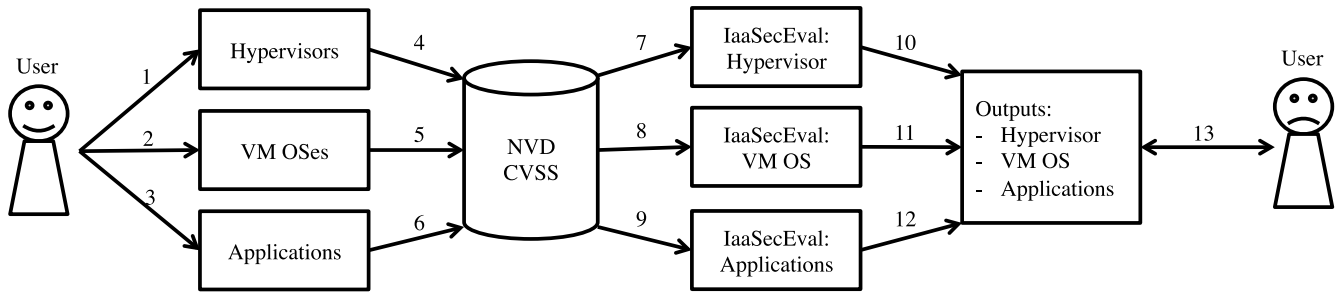 User
1
2
3
Hypervisors
VM OSes
Applications
4
5
6
NVD
CVSS
7
8
9
IaaSecEval:
Hypervisor
IaaSecEval:
VM OS
IaaSecEval:
Applications
10
11
12
Outputs:
- Hypervisor
- VM OS
- Applications
13
User